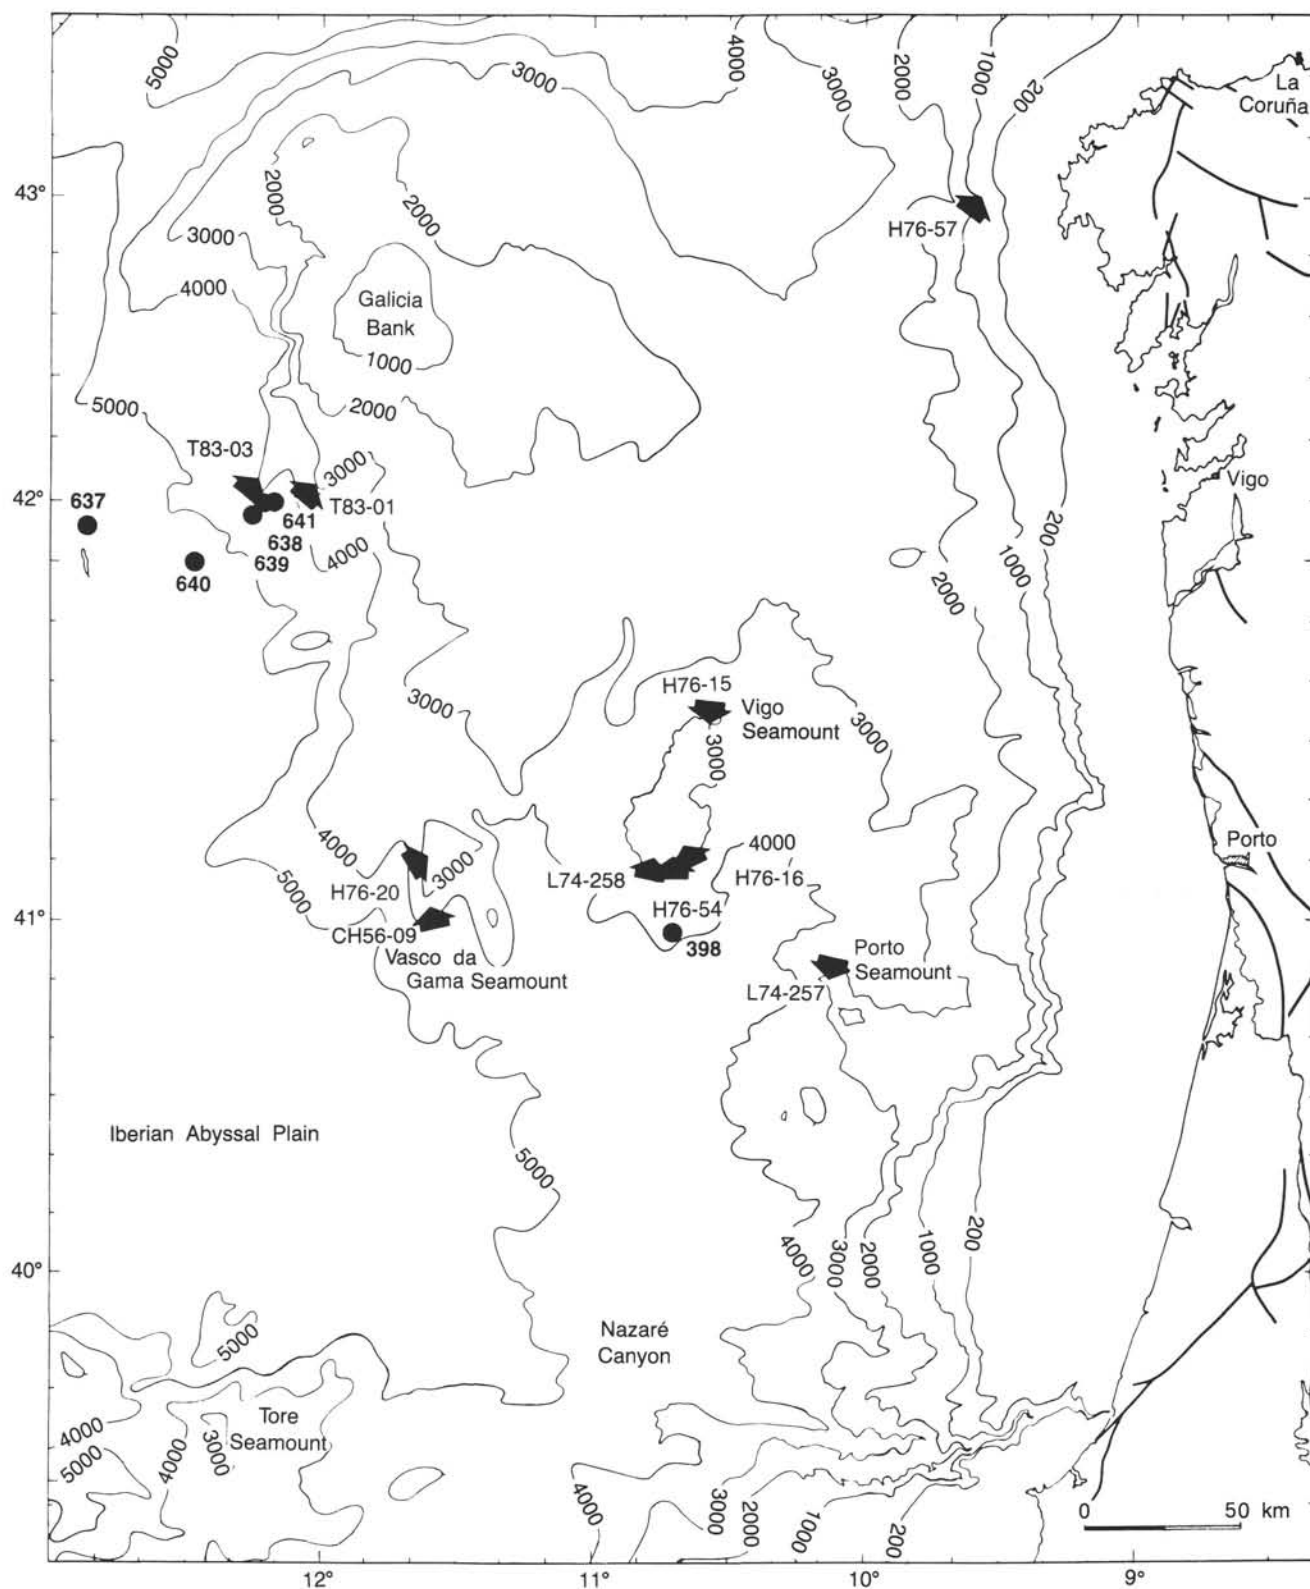 5000
4000
3000
4000
3000
2000
1000
200
La
Coruña
43°
2000
2000
3000
4000
H76-57
Galicia
Bank
1000
2000
5000
T83-03
3000
42°
637
T83-01
641
638
639
640
4000
Vigo
200
1000
2000
3000
H76-15
Vigo
Seamount
3000
3000
4000
5000
3000
H76-20
L74-258
4000
H76-16
Porto
41°
CH56-09
H76-54
398
Vasco da
Gama Seamount
Porto
Seamount
L74-257
Iberian Abyssal Plain
5000
40°
4000
3000
2000
1000
200
5000
Nazaré
Canyon
Tore
Seamount
4000
5000
4000
3000
4000
3000
2000
1000
200
0 50 km
12° 11° 10° 9°